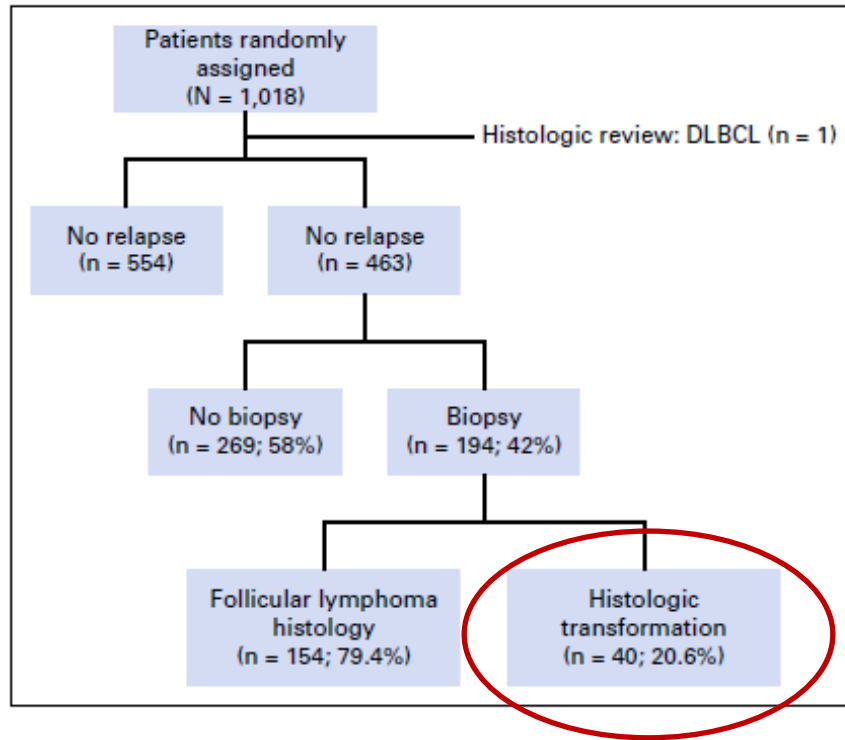 Patients randomly
assigned
(N = 1,018)
Histologic review: DLBCL (n = 1)
No relapse
(n = 554)
No relapse
(n = 463)
No biopsy
(n = 269; 58%)
Biopsy
(n = 194; 42%)
Follicular lymphoma
histology
(n = 154; 79.4%)
Histologic
transformation
(n = 40; 20.6%)